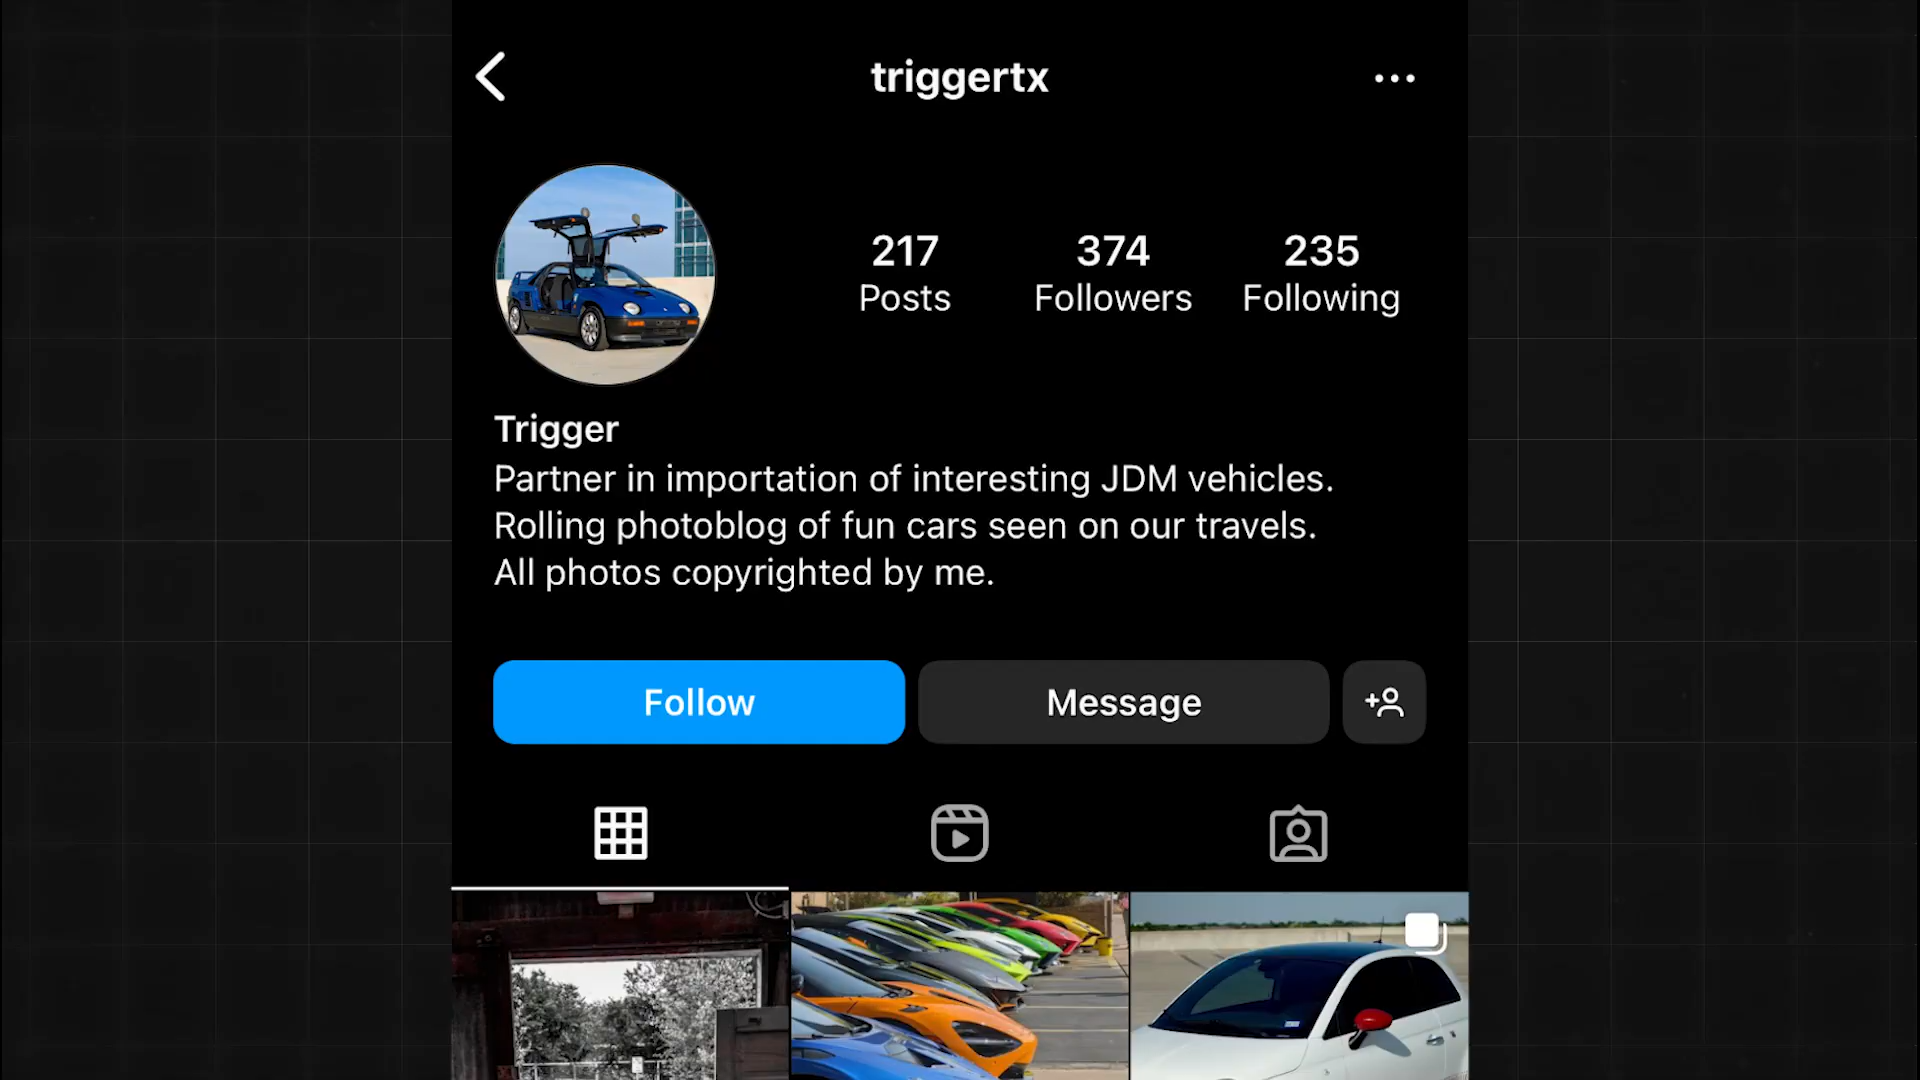 triggertx
217
Posts
374
Followers
235
Following
Trigger
Partner in importation of interesting JDM vehicles.
Rolling photoblog of fun cars seen on our travels.
All photos copyrighted by me.
Follow
Message